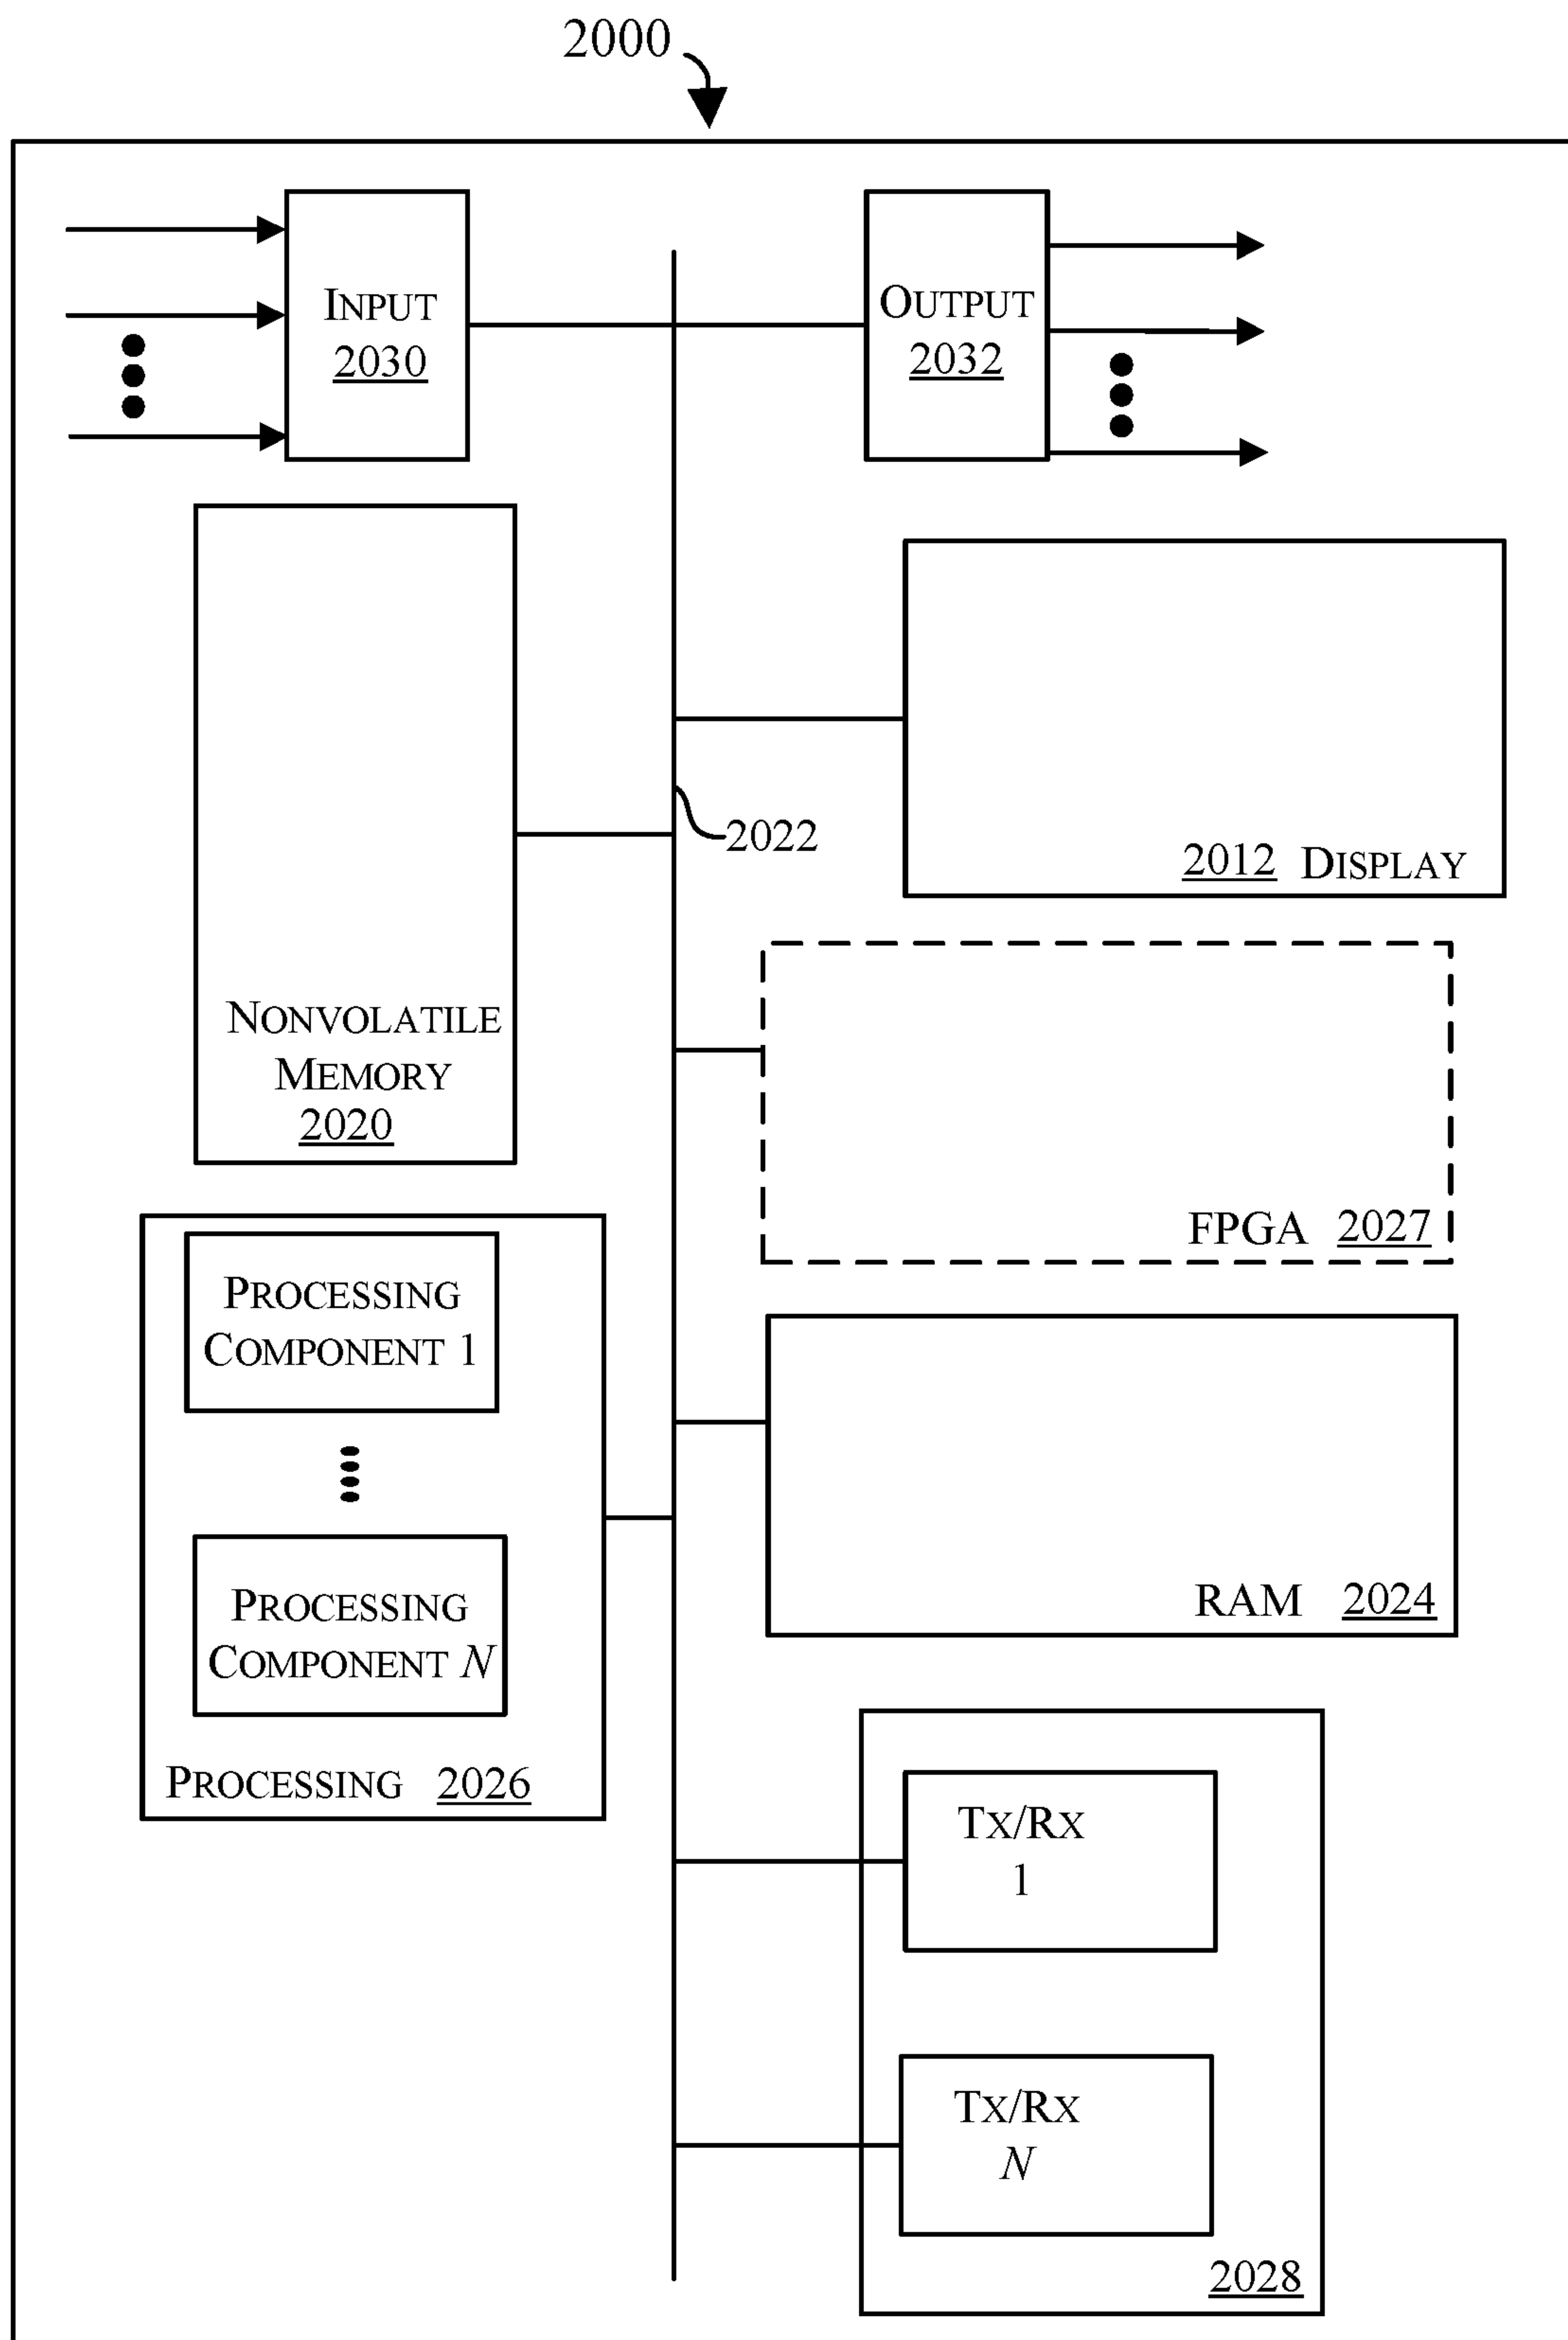 2000
INPUT
2030
OUTPUT
2032
2022
2012 DISPLAY
NONVOLATILE
MEMORY
2020
FPGA 2027
PROCESSING
COMPONENT 1
PROCESSING
COMPONENT N
PROCESSING 2026
RAM 2024
TX/RX
1
TX/RX
N
2028